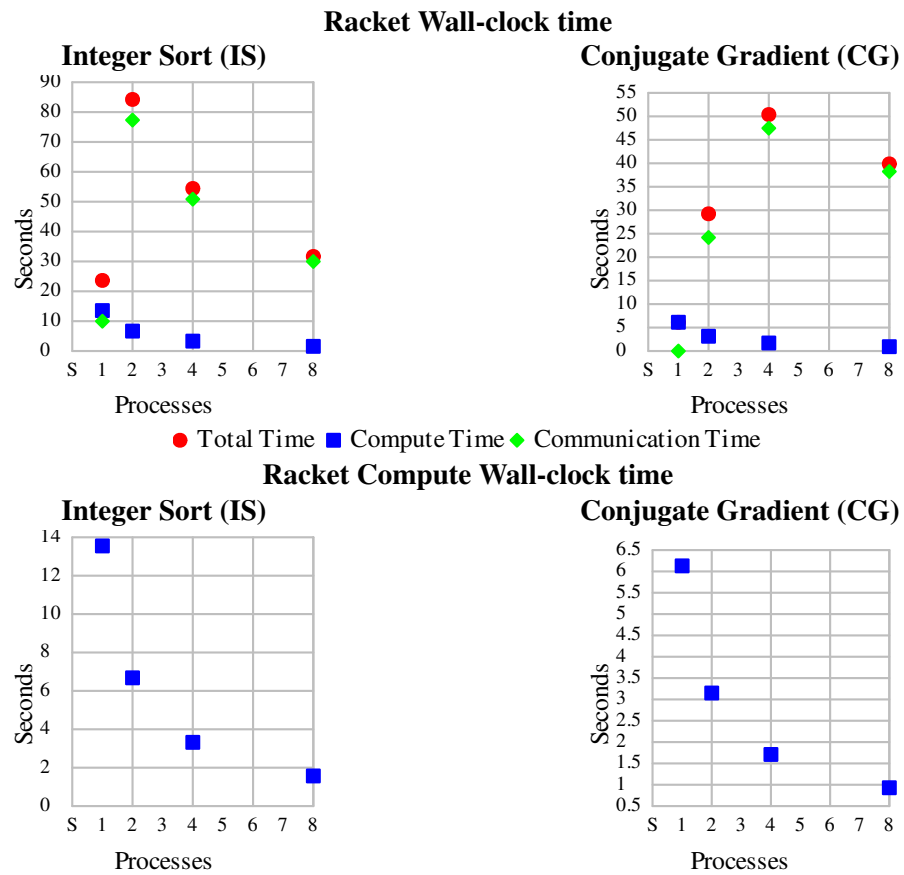 Racket Wall-clock time
Integer Sort (IS)
90
80
70
60
50
40
30
20
10
0
Seconds
S 1 2 3 4 5 6 7 8
Processes
Conjugate Gradient (CG)
55
50
45
40
35
30
25
20
15
10
5
0
Seconds
S 1 2 3 4 5 6 7 8
Processes
Total Time Compute Time Communication Time
Racket Compute Wall-clock time
Integer Sort (IS)
14
12
10
8
6
4
2
0
Seconds
S 1 2 3 4 5 6 7 8
Processes
Conjugate Gradient (CG)
6.5
6
5.5
5
4.5
4
3.5
3
2.5
2
1.5
1
0.5
Seconds
S 1 2 3 4 5 6 7 8
Processes